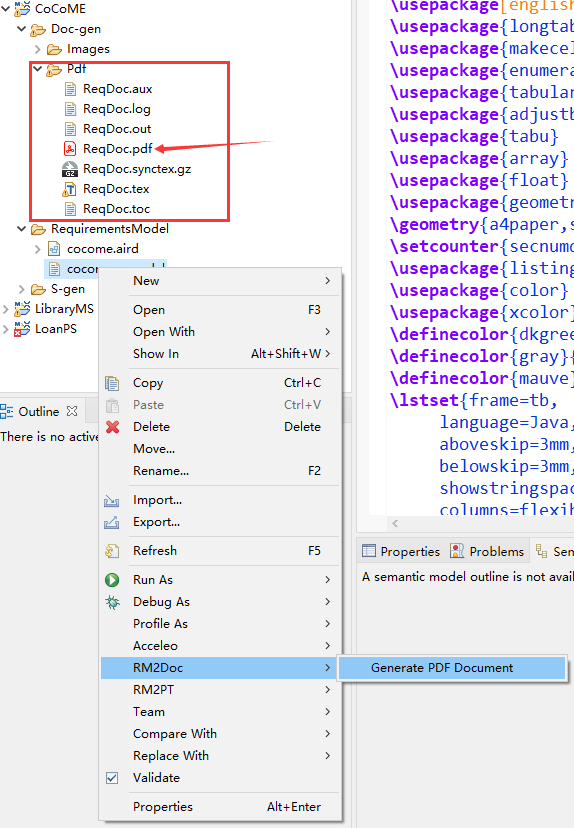 CoCoME
Doc-gen
Images
Pdf
ReqDoc.aux
ReqDoc.log
ReqDoc.out
ReqDoc.pdf
ReqDoc.synctex.gz
ReqDoc.tex
ReqDoc.toc
RequirementsModel
cocome.aird
S-gen
LibraryMS
LoanPS
Outline
There is no active
New
Open F3
Open With
Show In Alt+Shift+W
Copy Ctrl+C
Paste Ctrl+V
Delete Delete
Move...
Rename... F2
Import...
Export...
Refresh F5
Run As
Debug As
Profile As
Acceleo
RM2Doc
RM2PT
Team
Compare With
Replace With
Validate
Properties Alt+Enter
Generate PDF Document
\usepackage[english
\usepackage{longtab
\usepackage{makecel
\usepackage{enumera
\usepackage{tabular
\usepackage{adjustb
\usepackage{tabu}
\usepackage{array}
\usepackage{float}
\usepackage{geometr
\geometry{a4paper,s
\setcounter{secnumd
\usepackage{listing
\usepackage{color}
\usepackage{xcolor}
\definecolor{dkgree
\definecolor{gray}{
\definecolor{mauve}
\lstset{frame=tb,
language=Java,
aboveskip=3mm,
belowskip=3mm,
showstringspac
columns=flexib
Properties Problems Sem
A semantic model outline is not avail